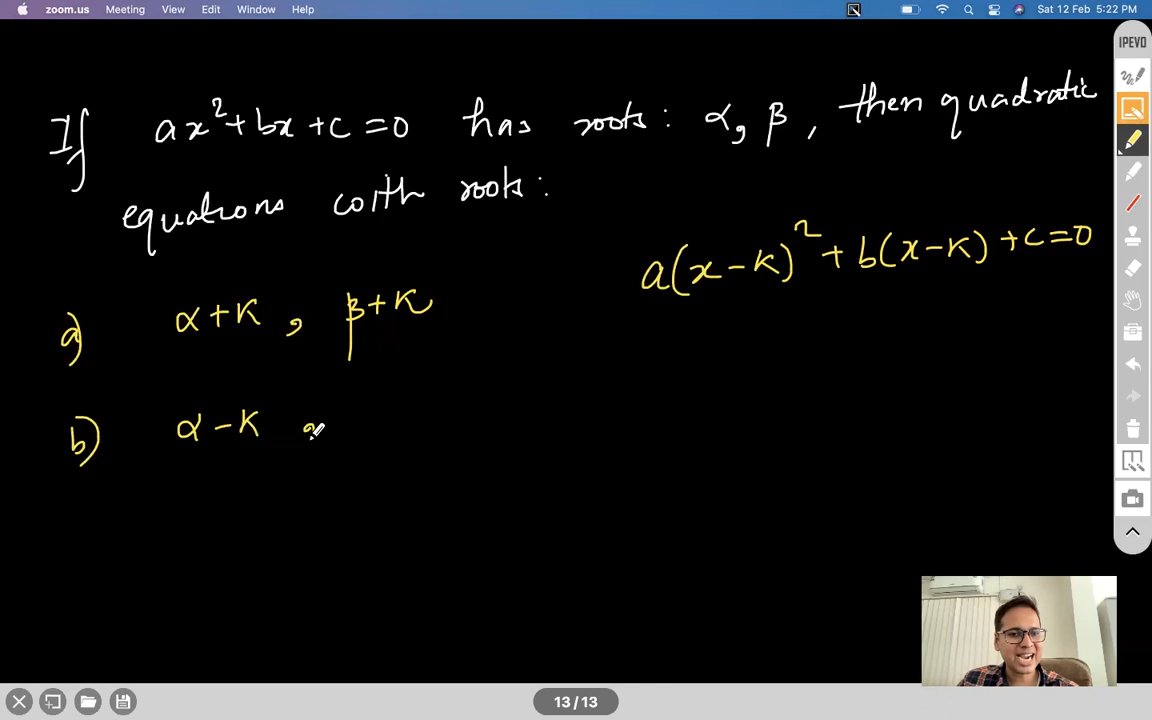 zoom.us Meeting View Edit Window Help Sat 12 Feb 5:22 PM
IPEVO
If ax²+bx+c=0 has roots: α, β, then quadratic
equations with roots:
a(x-K)²+b(x-K)+c=0
a) α+K, β+K
b) α-K
13/13